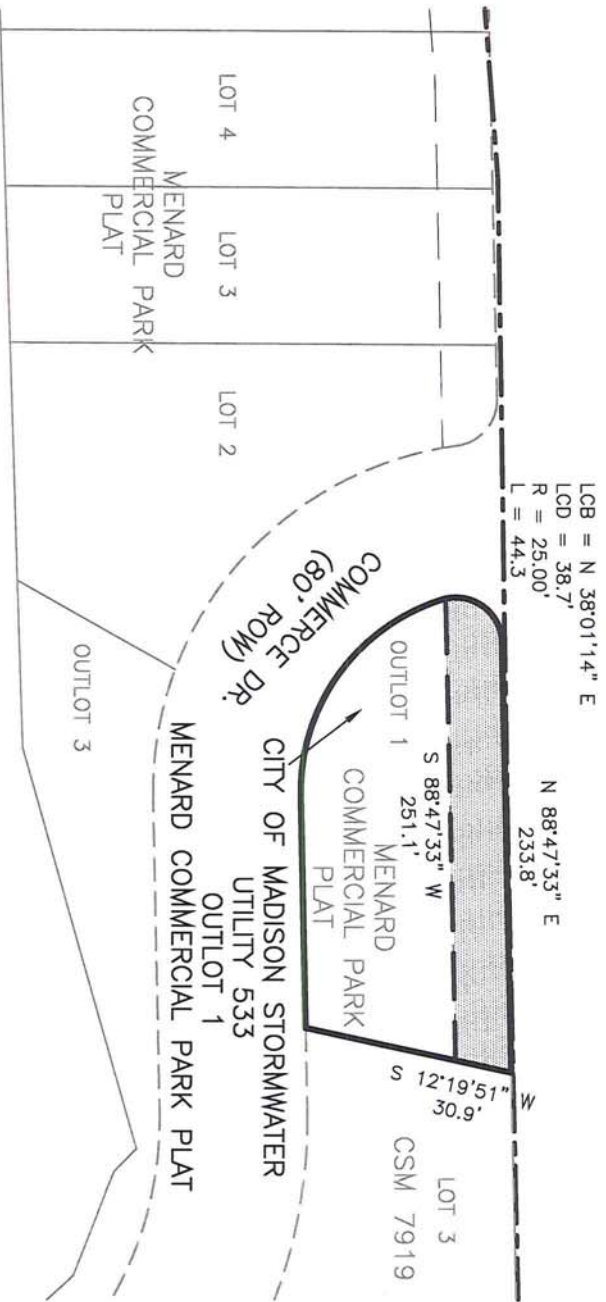 LCB = N 38°01'14" E
LCD = 38.7'
R = 25.00'
L = 44.3
N 88°47'33" E
233.8'
S 88°47'33" W
251.1'
S 12°19'51" W
30.9'
LOT 4
LOT 3
LOT 2
MENARD
COMMERCIAL PARK
PLAT
COMMERCE DR.
(80' ROW)
OUTLOT 1
MENARD
COMMERCIAL PARK
PLAT
LOT 3
CSM 7919
OUTLOT 3
CITY OF MADISON STORMWATER
UTILITY 533
OUTLOT 1
MENARD COMMERCIAL PARK PLAT